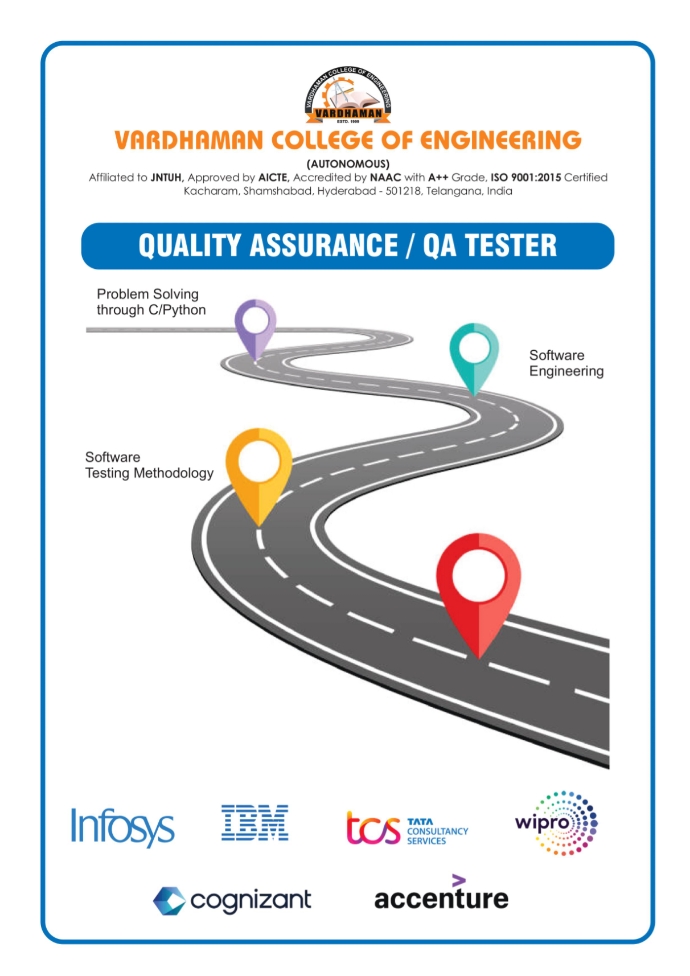 VARDHAMAN COLLEGE OF ENGINEERING
VARDHAMAN
ESTD. 1999
VARDHAMAN COLLEGE OF ENGINEERING
(AUTONOMOUS)
Affiliated to JNTUH, Approved by AICTE, Accredited by NAAC with A++ Grade, ISO 9001:2015 Certified
Kacharam, Shamshabad, Hyderabad - 501218, Telangana, India
QUALITY ASSURANCE / QA TESTER
Problem Solving
through C/Python
Software
Engineering
Software
Testing Methodology
Infosys
IBM
tcs TATA
CONSULTANCY
SERVICES
wipro
cognizant
accenture